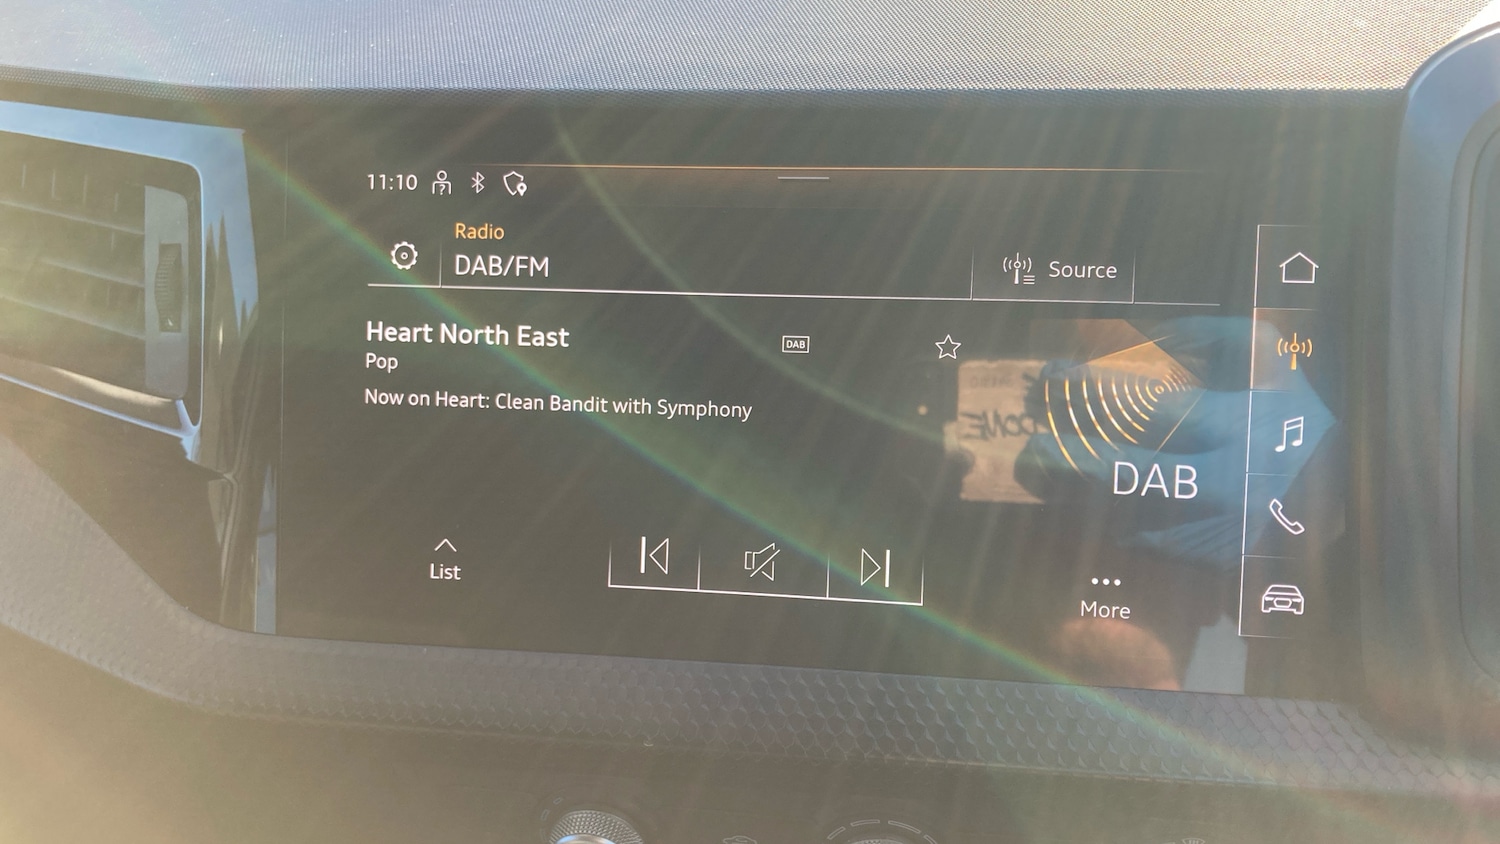 11:10
Radio
DAB/FM
Source
Heart North East
DAB
Pop
Now on Heart: Clean Bandit with Symphony
DAB
List
More